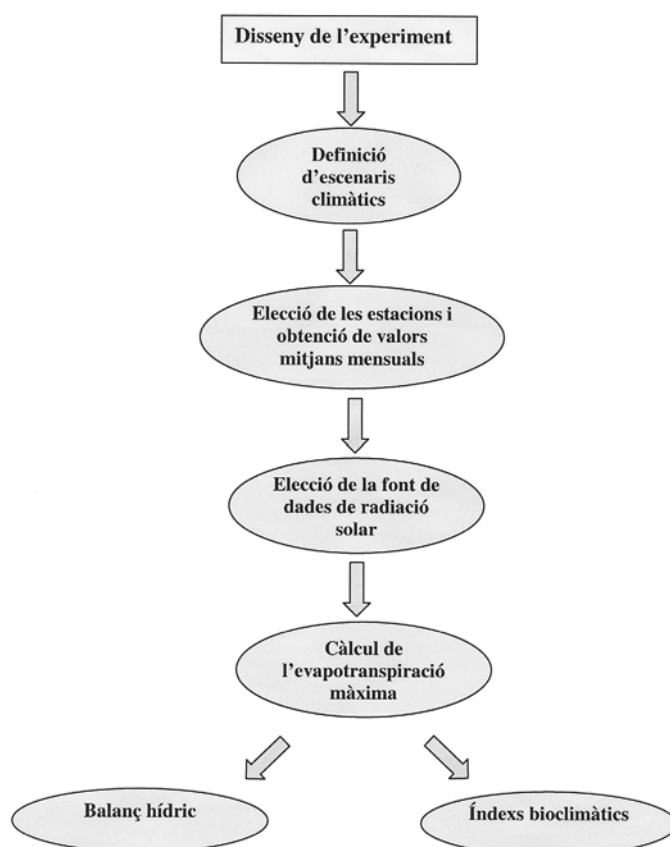 Disseny de l'experiment
Definició
d'escenaris
climàtics
Elecció de les estacions i
obtenció de valors
mitjans mensuals
Elecció de la font de
dades de radiació
solar
Càlcul de
l'evapotranspiració
màxima
Balanç hídric
Índexs bioclimàtics